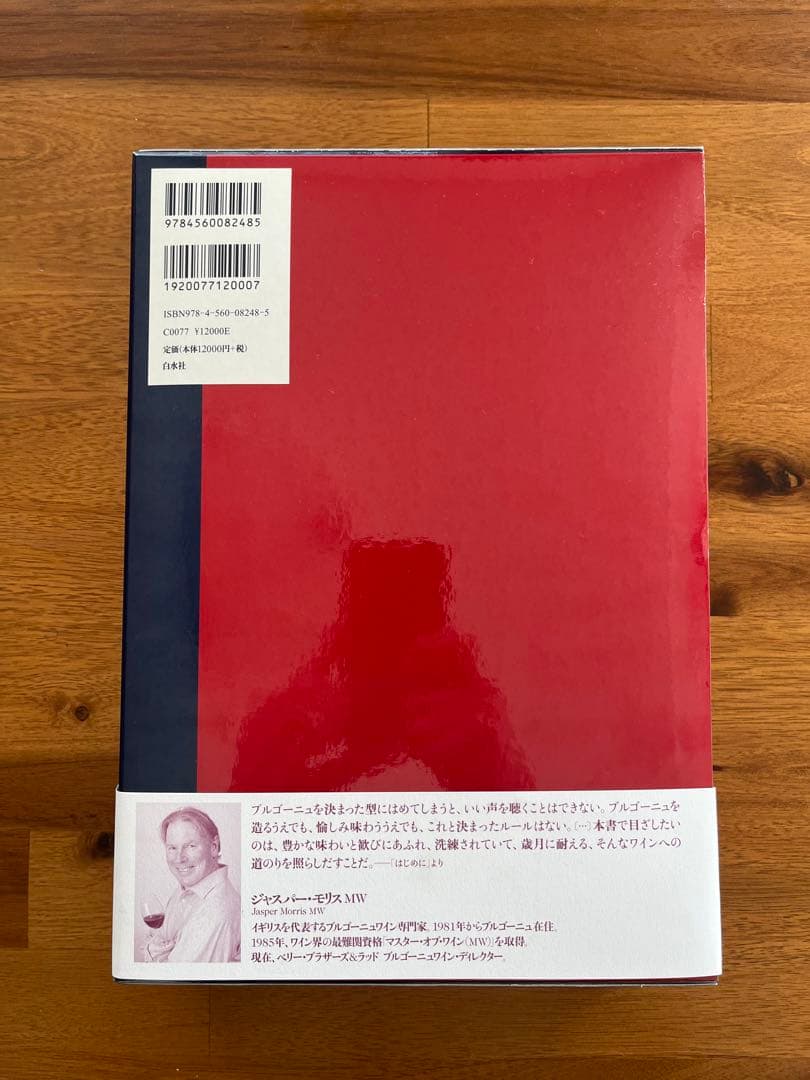 9784560082485
1920077120007
ISBN978-4-560-08248-5
C0077 ¥12000E
定価(本体12000円+税)
白水社
ブルゴーニュを決まった型にはめてしまうと、いい声を聴くことはできない。ブルゴーニュを
造ろうえでも、愉しみ味わううえでも、これと決まったルールはない。〔…〕本書で目ざしたい
のは、豊かな味わいと歓びにあふれ、洗練されていて、歳月に耐える、そんなワインへの
道のりを照らしだすことだ。――「はじめに」より
ジャスパー・モリス MW
Jasper Morris MW
イギリスを代表するブルゴーニュワイン専門家。1981年からブルゴーニュ在住。
1985年、ワイン界の最難関資格「マスター・オブ・ワイン(MW)」を取得。
現在、ベリー・ブラザーズ&ラッド ブルゴーニュワイン・ディレクター。